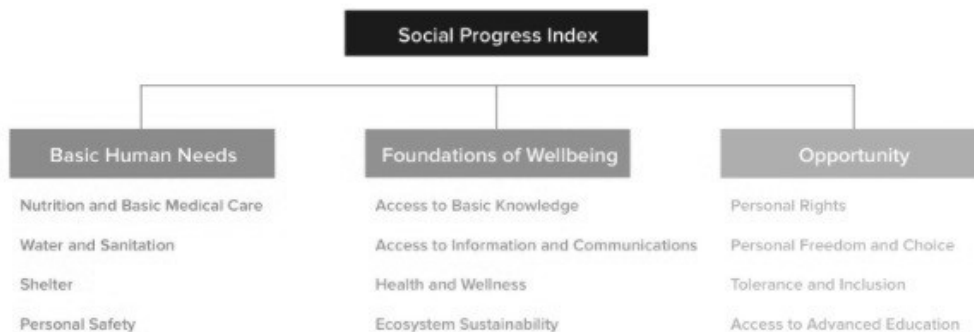 Social Progress Index
Basic Human Needs
Nutrition and Basic Medical Care
Water and Sanitation
Shelter
Personal Safety
Foundations of Wellbeing
Access to Basic Knowledge
Access to Information and Communications
Health and Wellness
Ecosystem Sustainability
Opportunity
Personal Rights
Personal Freedom and Choice
Tolerance and Inclusion
Access to Advanced Education